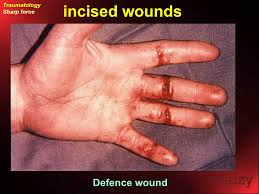 Traumatology
Sharp force
incised wounds
Defence wound